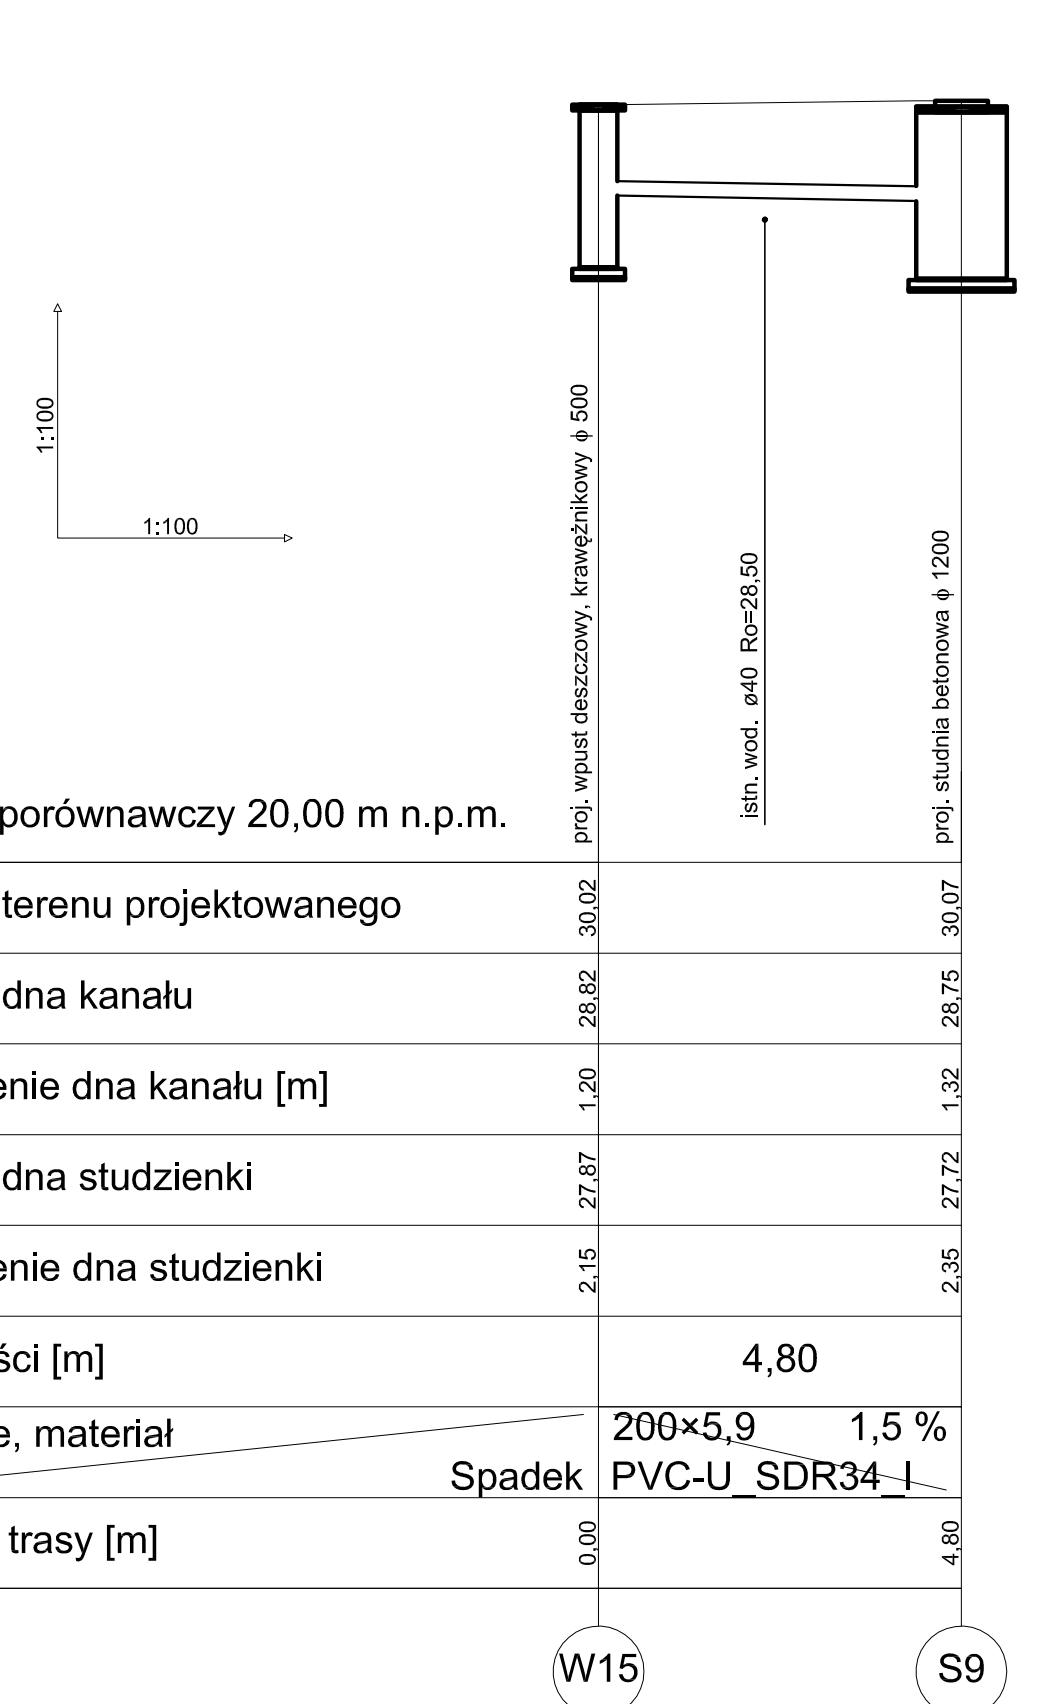 1:100
1:100
proj. wpust deszczowy, krawężnikowy ϕ 500
istn. wod. ø40 Ro=28,50
proj. studnia betonowa ϕ 1200
porównawczy 20,00 m n.p.m.
terenu projektowanego 30,02 30,07
dna kanału 28,82 28,75
enie dna kanału [m] 1,20 1,32
dna studzienki 27,87 27,72
enie dna studzienki 2,15 2,35
ści [m] 4,80
e, materiał 200×5,9 1,5 %
Spadek PVC-U_SDR34_I
trasy [m] 0,00 4,80
W15 S9